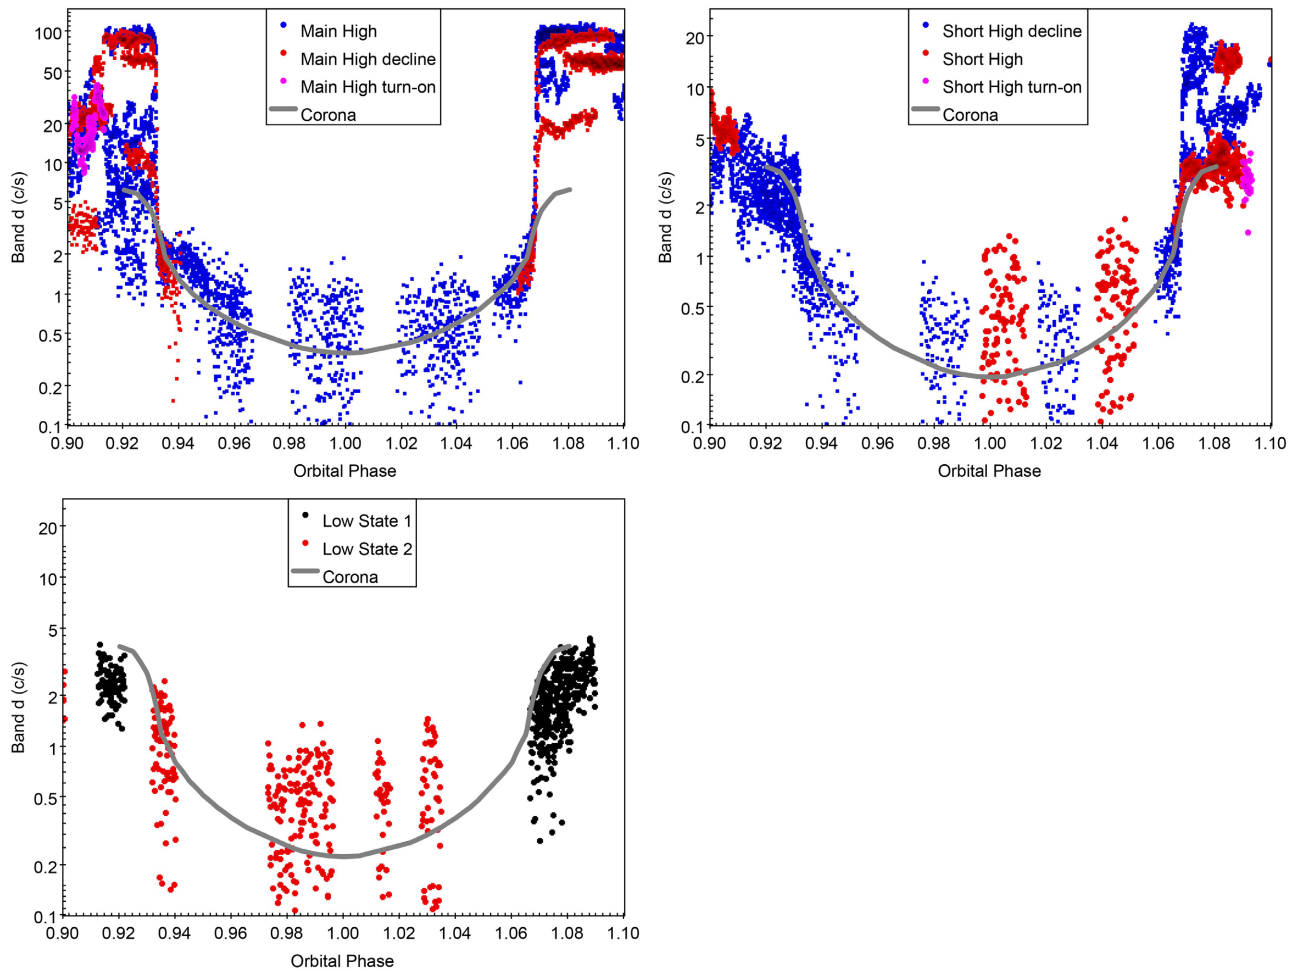 Main High
Main High decline
Main High turn-on
Corona
100
50
20
10
5
2
1
0.5
0.2
0.1
Band d (c/s)
0.90 0.92 0.94 0.96 0.98 1.00 1.02 1.04 1.06 1.08 1.10
Orbital Phase
Short High decline
Short High
Short High turn-on
Corona
20
10
5
2
1
0.5
0.2
0.1
Band d (c/s)
0.90 0.92 0.94 0.96 0.98 1.00 1.02 1.04 1.06 1.08 1.10
Orbital Phase
Low State 1
Low State 2
Corona
20
10
5
2
1
0.5
0.2
0.1
Band d (c/s)
0.90 0.92 0.94 0.96 0.98 1.00 1.02 1.04 1.06 1.08 1.10
Orbital Phase